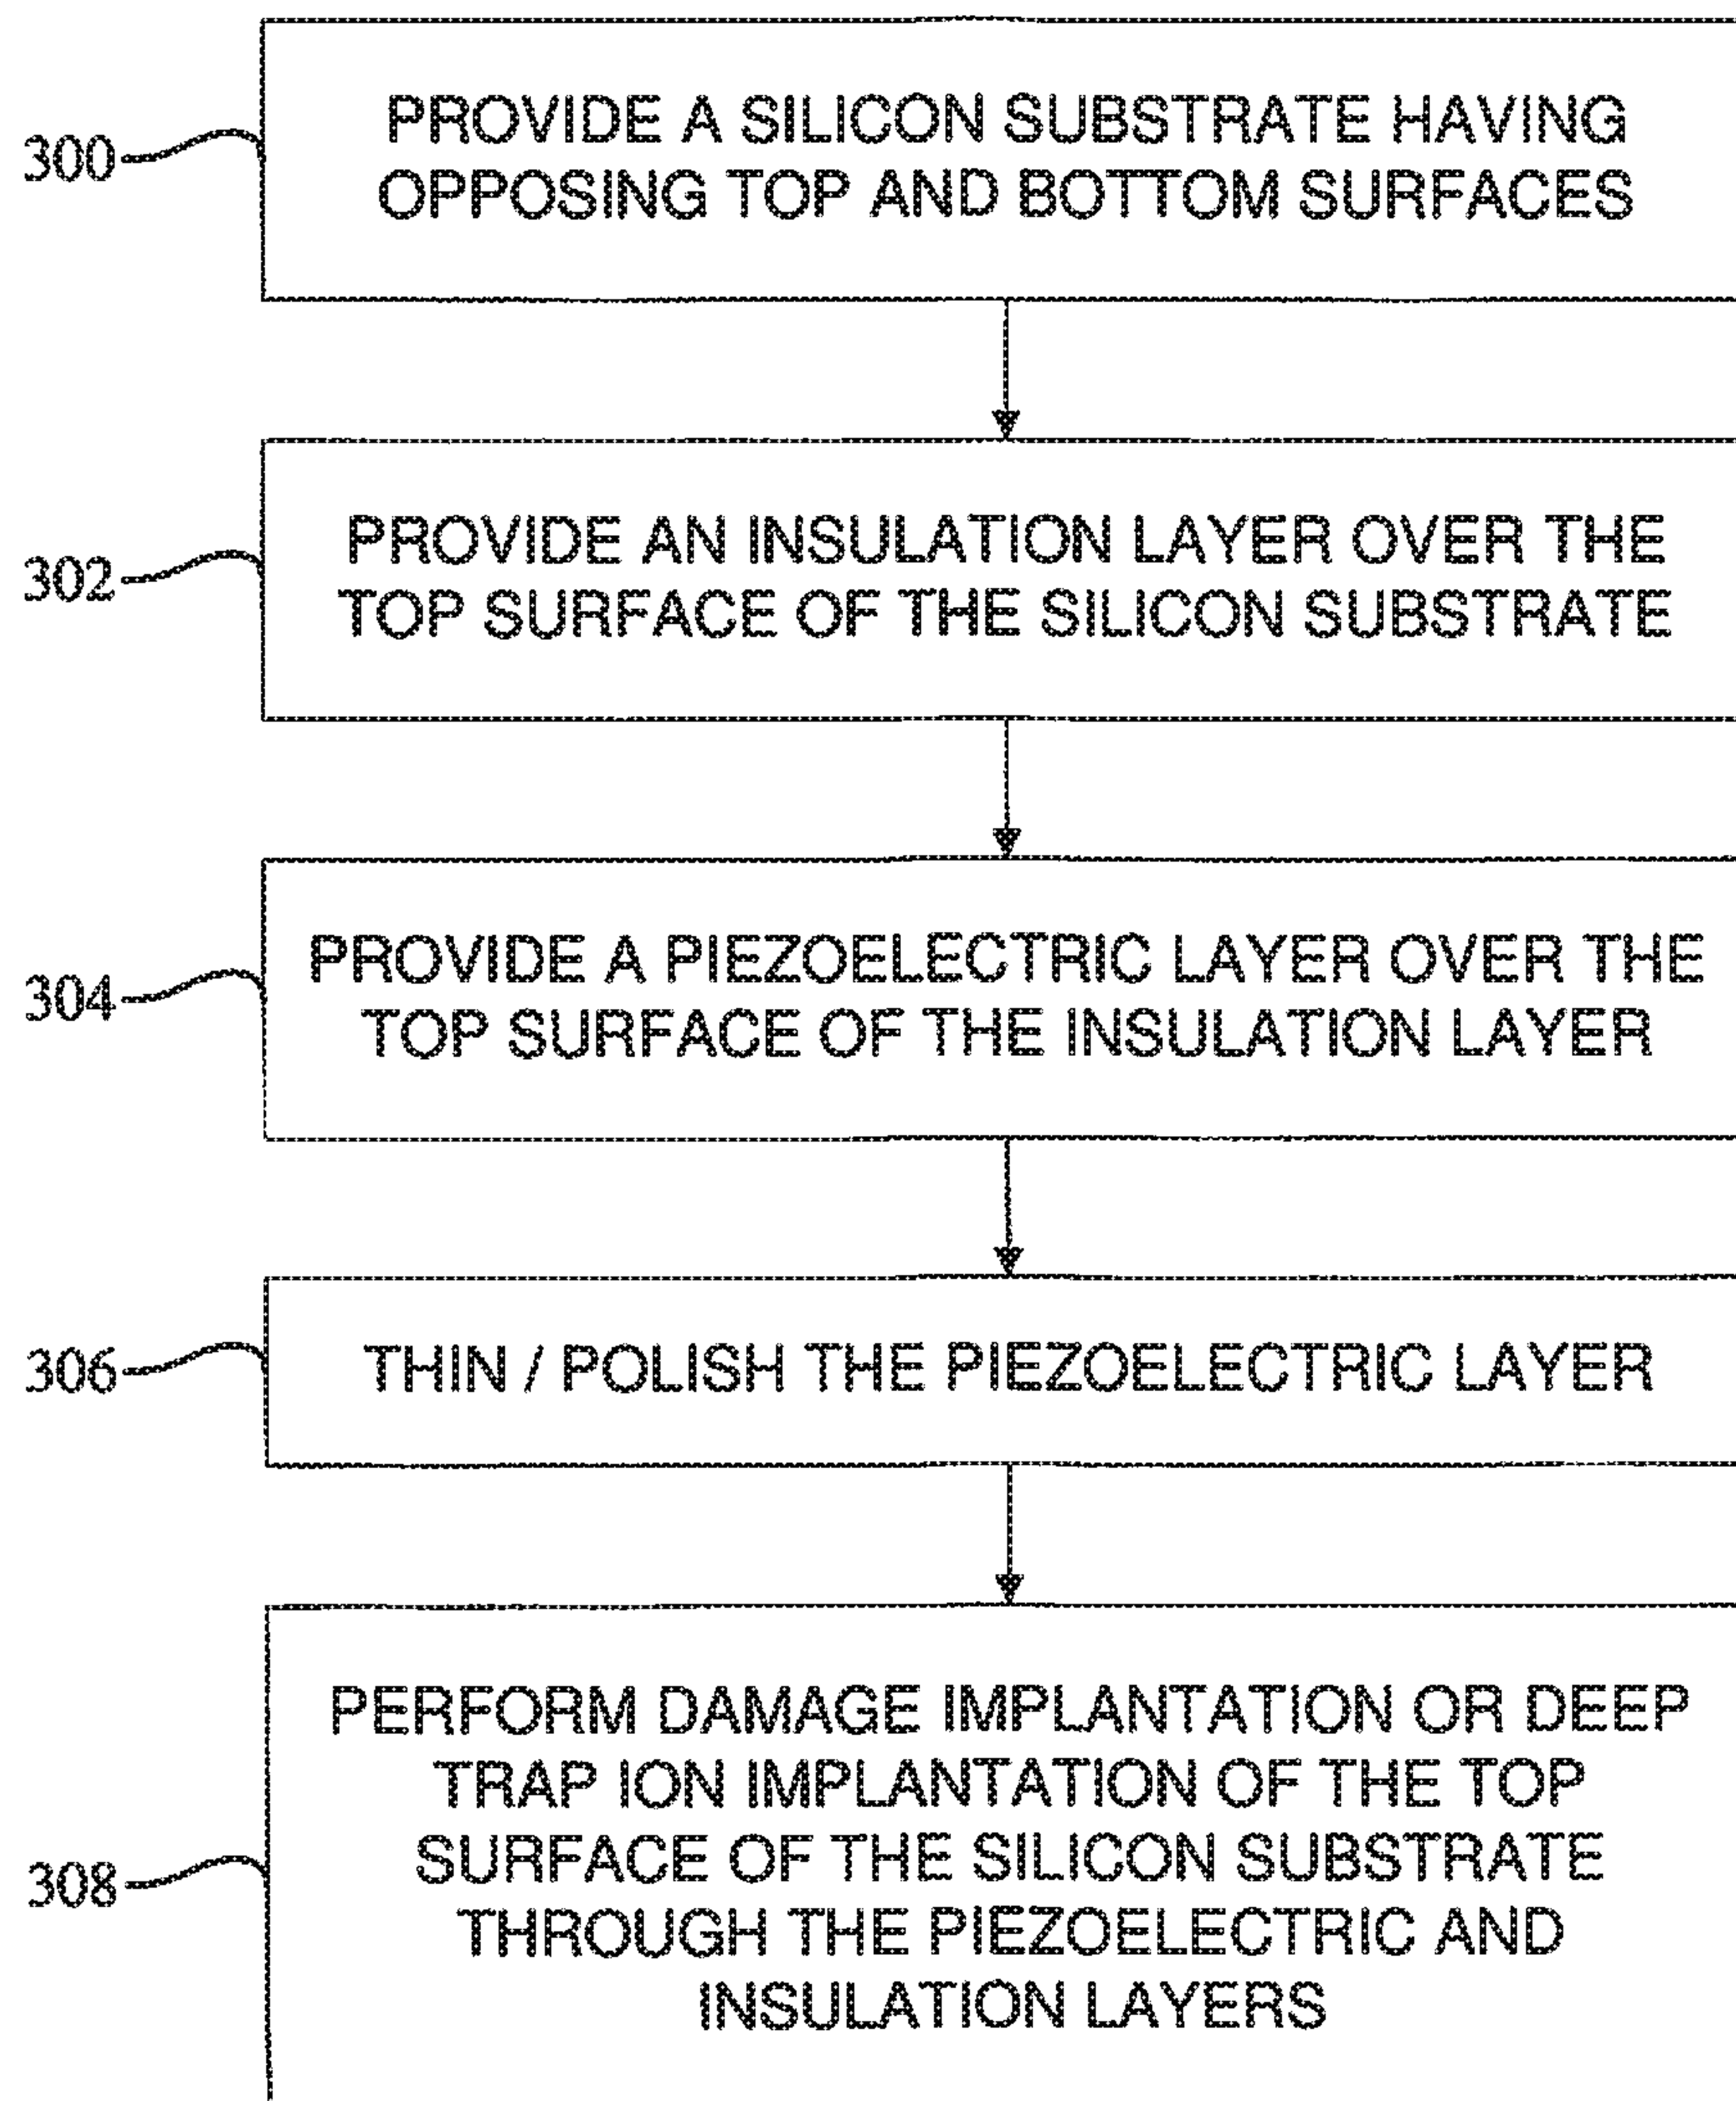 300
PROVIDE A SILICON SUBSTRATE HAVING
OPPOSING TOP AND BOTTOM SURFACES
302
PROVIDE AN INSULATION LAYER OVER THE
TOP SURFACE OF THE SILICON SUBSTRATE
304
PROVIDE A PIEZOELECTRIC LAYER OVER THE
TOP SURFACE OF THE INSULATION LAYER
306
THIN / POLISH THE PIEZOELECTRIC LAYER
308
PERFORM DAMAGE IMPLANTATION OR DEEP
TRAP ION IMPLANTATION OF THE TOP
SURFACE OF THE SILICON SUBSTRATE
THROUGH THE PIEZOELECTRIC AND
INSULATION LAYERS